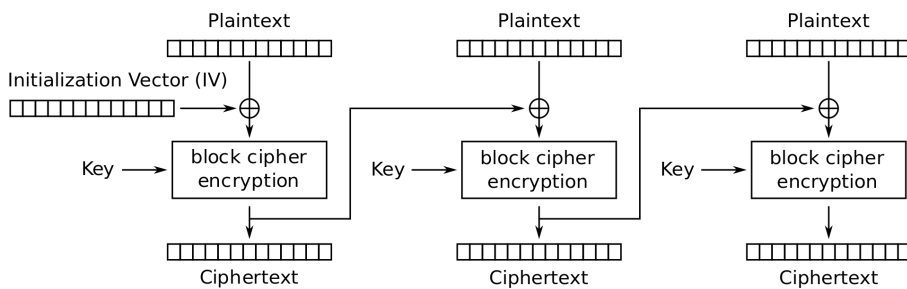 Plaintext
Plaintext
Plaintext
Initialization Vector (IV)
Key
block cipher
encryption
Key
block cipher
encryption
Key
block cipher
encryption
Ciphertext
Ciphertext
Ciphertext